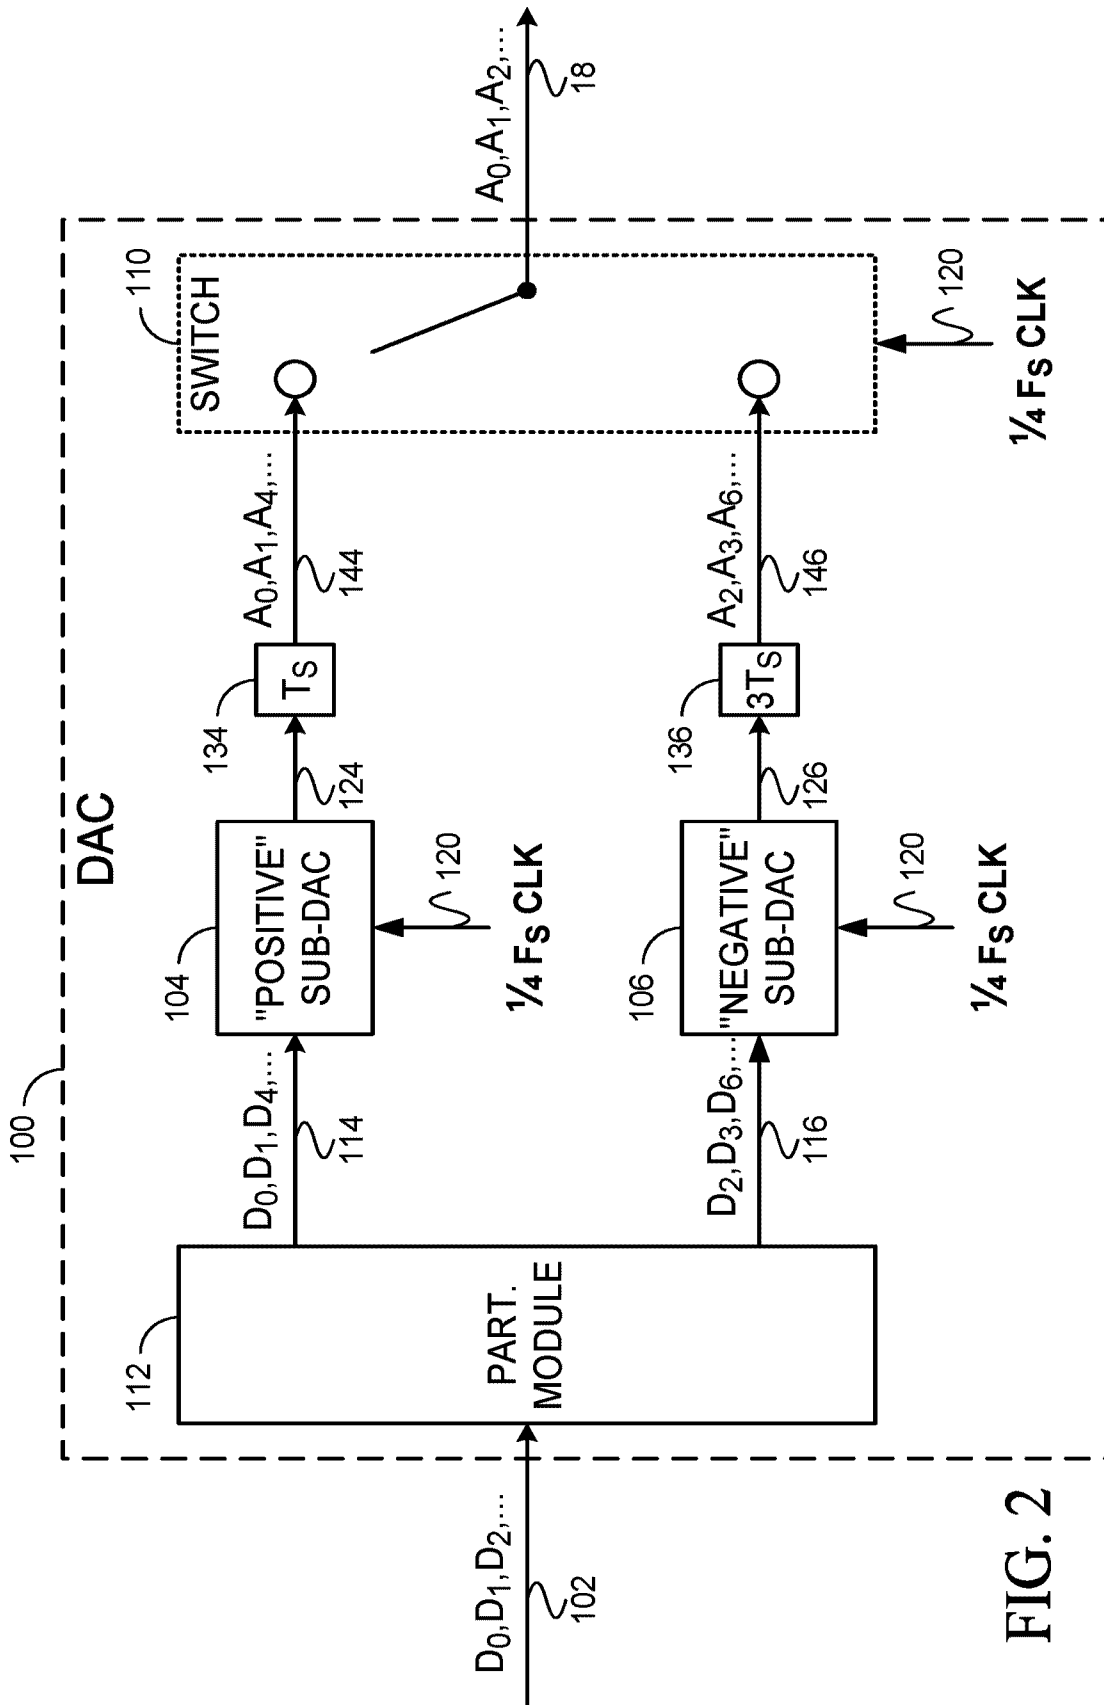 100
DAC
D0,D1,D2,...
102
112
PART.
MODULE
D0,D1,D4,...
114
104
"POSITIVE"
SUB-DAC
120
¼ FS CLK
124
134
TS
A0,A1,A4,...
144
D2,D3,D6,...
116
106
"NEGATIVE"
SUB-DAC
120
¼ FS CLK
126
136
3TS
A2,A3,A6,...
146
110
SWITCH
120
¼ FS CLK
A0,A1,A2,...
18
FIG. 2